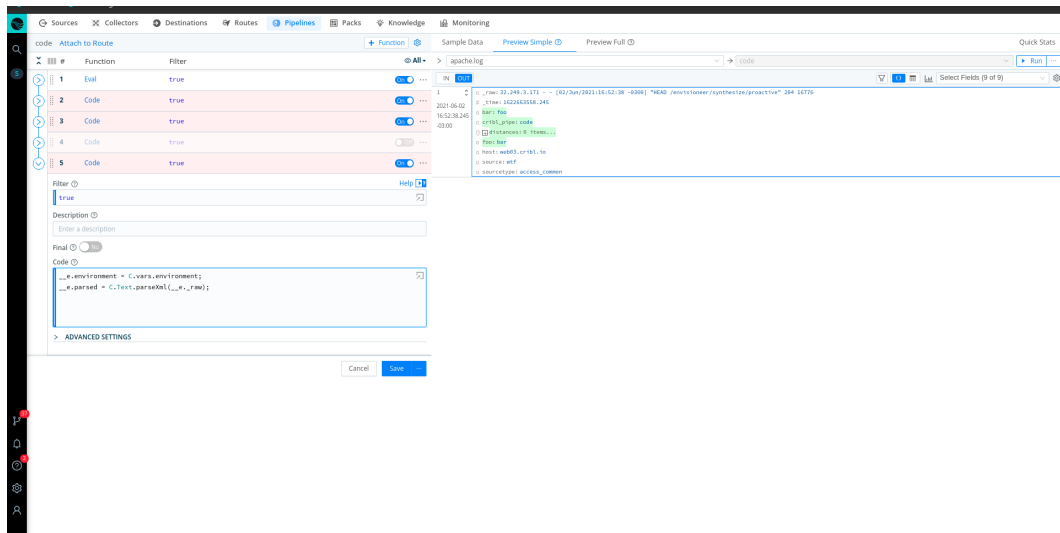 Sources Collectors Destinations Routes Pipelines Packs Knowledge Monitoring
code Attach to Route + Function
# Function Filter All
1 Eval true On
2 Code true On
3 Code true On
4 Code true Off
5 Code true On
Filter Help
true
Description
Enter a description
Final No
Code
__e.environment = C.vars.environment;
__e.parsed = C.Text.parseXml(__e._raw);
ADVANCED SETTINGS
Cancel Save
S
11
2
Sample Data Preview Simple Preview Full Quick Stats
apache.log code Run
IN OUT Select Fields (9 of 9)
1
2021-06-02
16:52:38.245
-03:00
_raw: 32.249.3.171 - - [02/Jun/2021:16:52:38 -0300] "HEAD /envisioneer/synthesize/proactive" 204 16776
_time: 1622663558.245
bar: foo
cribl_pipe: code
distances: 0 items...
foo: bar
host: web03.cribl.io
source: wtf
sourcetype: access_common